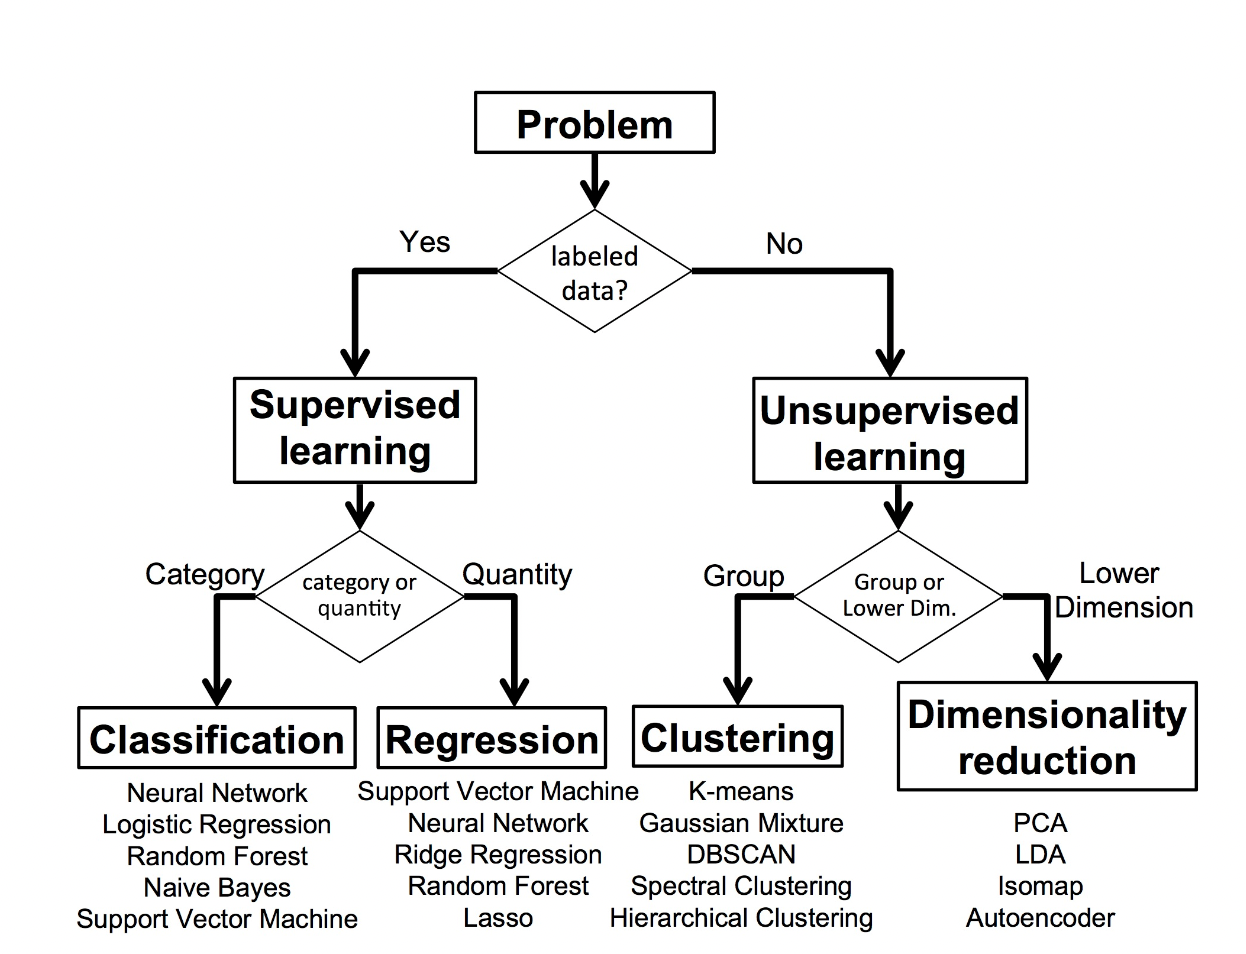 Problem
Yes
No
labeled
data?
Supervised
learning
Unsupervised
learning
Category
category or
quantity
Quantity
Group
Group or
Lower Dim.
Lower
Dimension
Classification
Neural Network
Logistic Regression
Random Forest
Naive Bayes
Support Vector Machine
Regression
Support Vector Machine
Neural Network
Ridge Regression
Random Forest
Lasso
Clustering
K-means
Gaussian Mixture
DBSCAN
Spectral Clustering
Hierarchical Clustering
Dimensionality
reduction
PCA
LDA
Isomap
Autoencoder